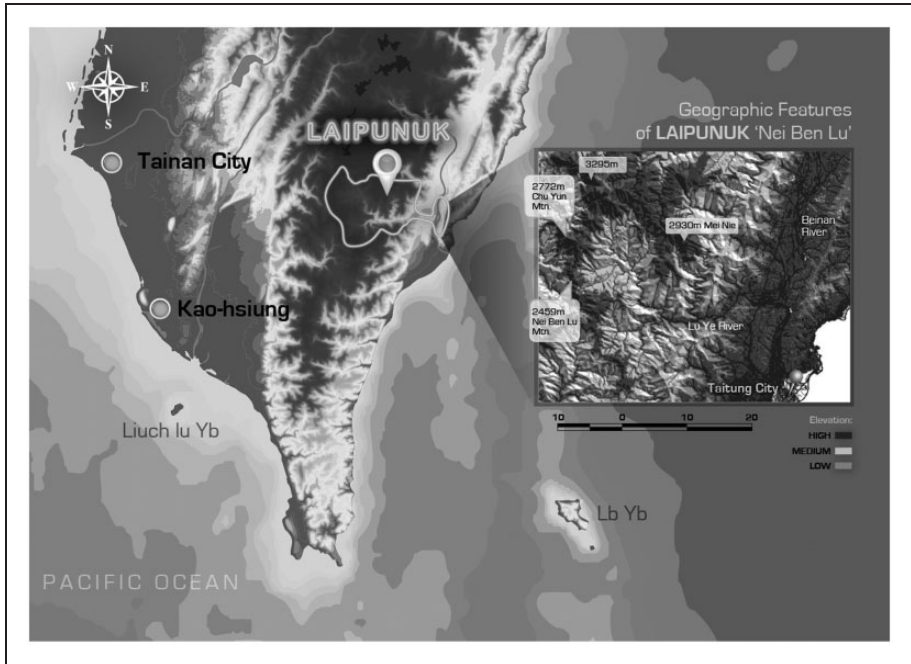 N
W E
S
LAIPUNUK
Tainan City
Kao-hsiung
Liuch Iu Yb
PACIFIC OCEAN
Lb Yb
Geographic Features
of LAIPUNUK 'Nei Ben Lu'
3295m
2772m
Chu Yun
Mtn.
2930m Mei Nie
Beinan
River
2459m
Nei Ben Lu
Mtn.
Lu Ye River
Taitung City
10 0 10 20
Elevation:
HIGH
MEDIUM
LOW